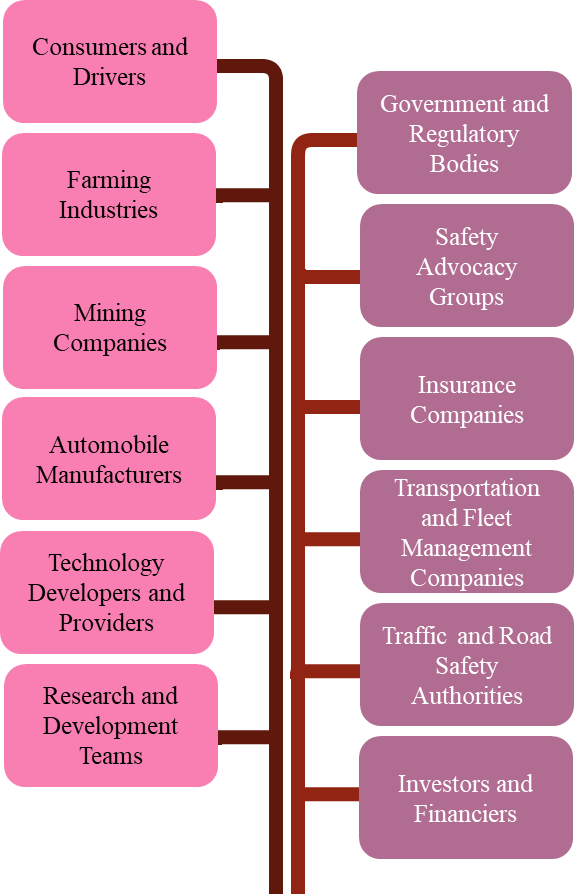 Consumers and
Drivers
Farming
Industries
Mining
Companies
Automobile
Manufacturers
Technology
Developers and
Providers
Research and
Development
Teams
Government and
Regulatory
Bodies
Safety
Advocacy
Groups
Insurance
Companies
Transportation
and Fleet
Management
Companies
Traffic and Road
Safety
Authorities
Investors and
Financiers